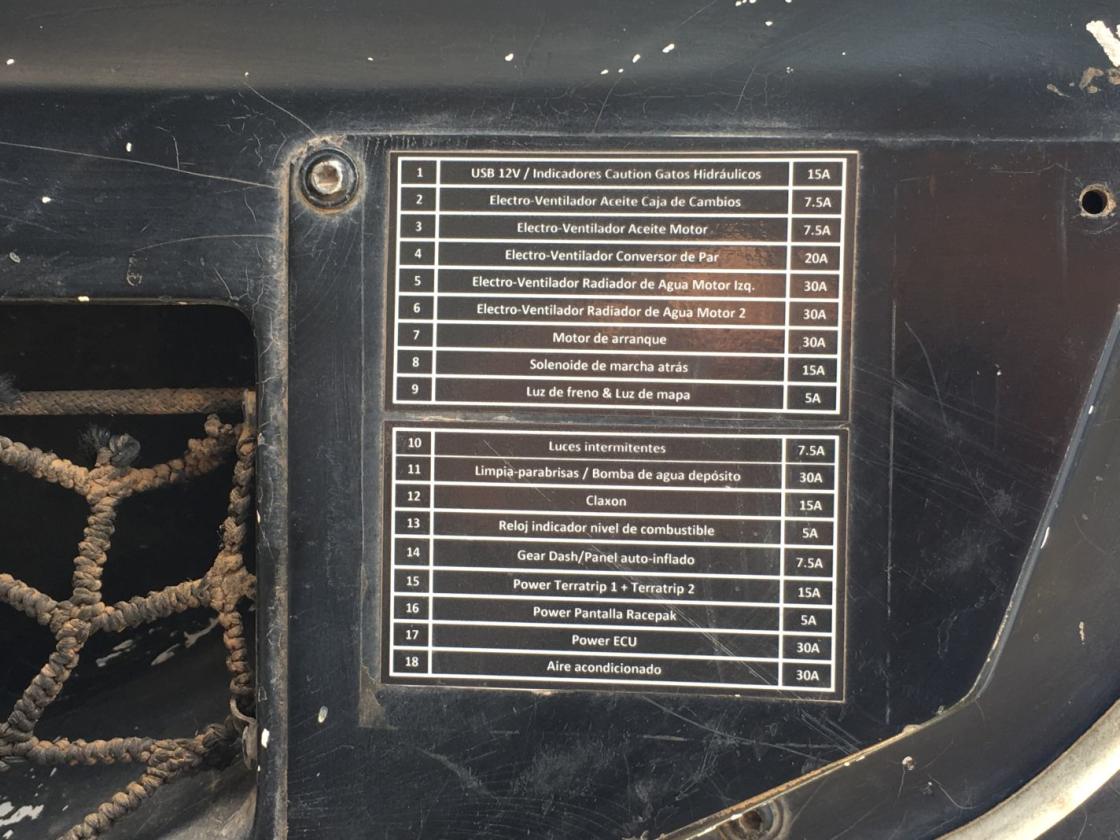 1 USB 12V / Indicadores Caution Gatos Hidráulicos 15A
2 Electro-Ventilador Aceite Caja de Cambios 7.5A
3 Electro-Ventilador Aceite Motor 7.5A
4 Electro-Ventilador Conversor de Par 20A
5 Electro-Ventilador Radiador de Agua Motor Izq. 30A
6 Electro-Ventilador Radiador de Agua Motor 2 30A
7 Motor de arranque 30A
8 Solenoide de marcha atrás 15A
9 Luz de freno & Luz de mapa 5A
10 Luces intermitentes 7.5A
11 Limpia-parabrisas / Bomba de agua depósito 30A
12 Claxon 15A
13 Reloj indicador nivel de combustible 5A
14 Gear Dash/Panel auto-inflado 7.5A
15 Power Terratrip 1 + Terratrip 2 15A
16 Power Pantalla Racepak 5A
17 Power ECU 30A
18 Aire acondicionado 30A